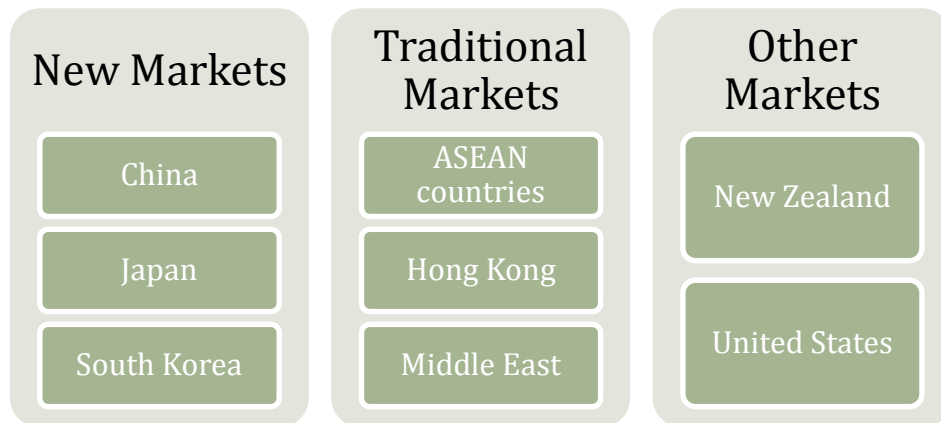 New Markets
China
Japan
South Korea
Traditional
Markets
ASEAN
countries
Hong Kong
Middle East
Other
Markets
New Zealand
United States